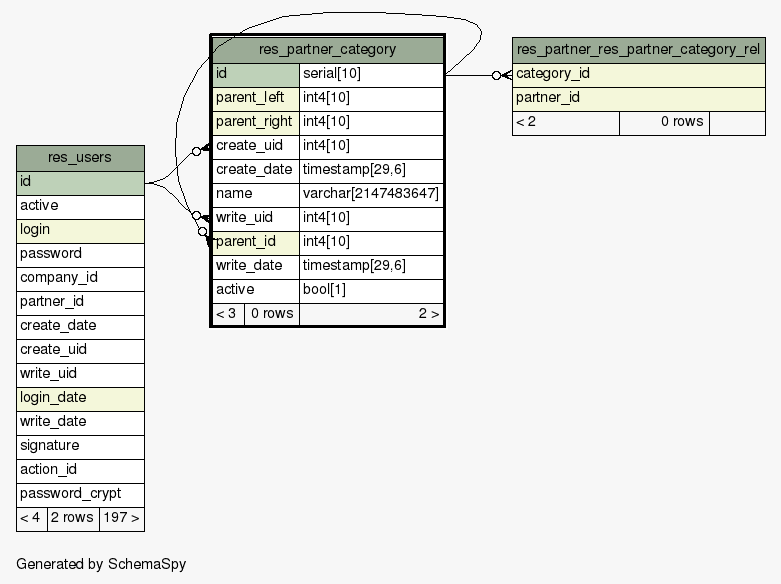 res_partner_category
id serial[10]
parent_left int4[10]
parent_right int4[10]
create_uid int4[10]
create_date timestamp[29,6]
name varchar[2147483647]
write_uid int4[10]
parent_id int4[10]
write_date timestamp[29,6]
active bool[1]
< 3 0 rows 2 >
res_partner_res_partner_category_rel
category_id
partner_id
< 2 0 rows
res_users
id
active
login
password
company_id
partner_id
create_date
create_uid
write_uid
login_date
write_date
signature
action_id
password_crypt
< 4 2 rows 197 >
Generated by SchemaSpy